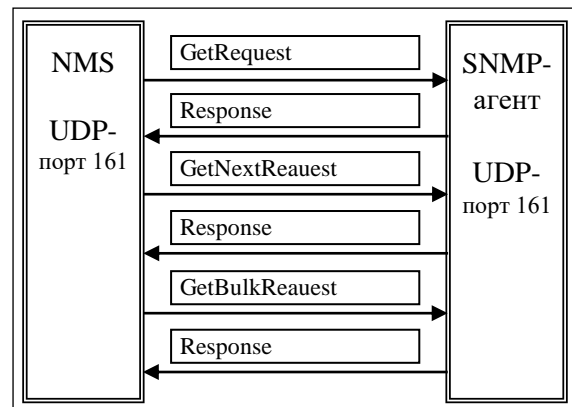 NMS
UDP-
порт 161
GetRequest
Response
GetNextReauest
Response
GetBulkReauest
Response
SNMP-
агент
UDP-
порт 161